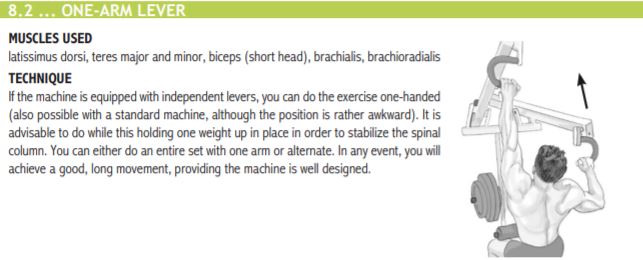 8.2 ... ONE-ARM LEVER
MUSCLES USED
latissimus dorsi, teres major and minor, biceps (short head), brachialis, brachioradialis
TECHNIQUE
If the machine is equipped with independent levers, you can do the exercise one-handed
(also possible with a standard machine, although the position is rather awkward). It is
advisable to do while this holding one weight up in place in order to stabilize the spinal
column. You can either do an entire set with one arm or alternate. In any event, you will
achieve a good, long movement, providing the machine is well designed.